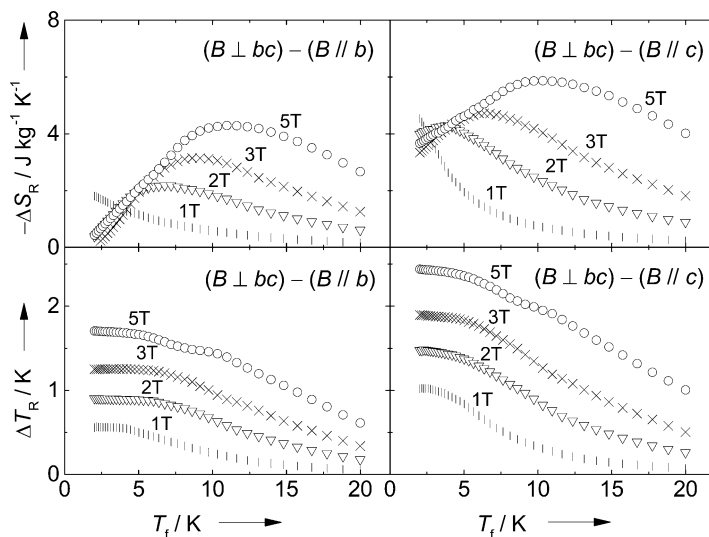 8
4
0
−ΔS_R / J kg⁻¹ K⁻¹
(B ⊥ bc) − (B // b)
5T
3T
2T
1T
(B ⊥ bc) − (B // c)
5T
3T
2T
1T
2
1
0
ΔT_R / K
(B ⊥ bc) − (B // b)
5T
3T
2T
1T
(B ⊥ bc) − (B // c)
5T
3T
2T
1T
0 5 10 15 20 0 5 10 15 20
T_f / K
T_f / K